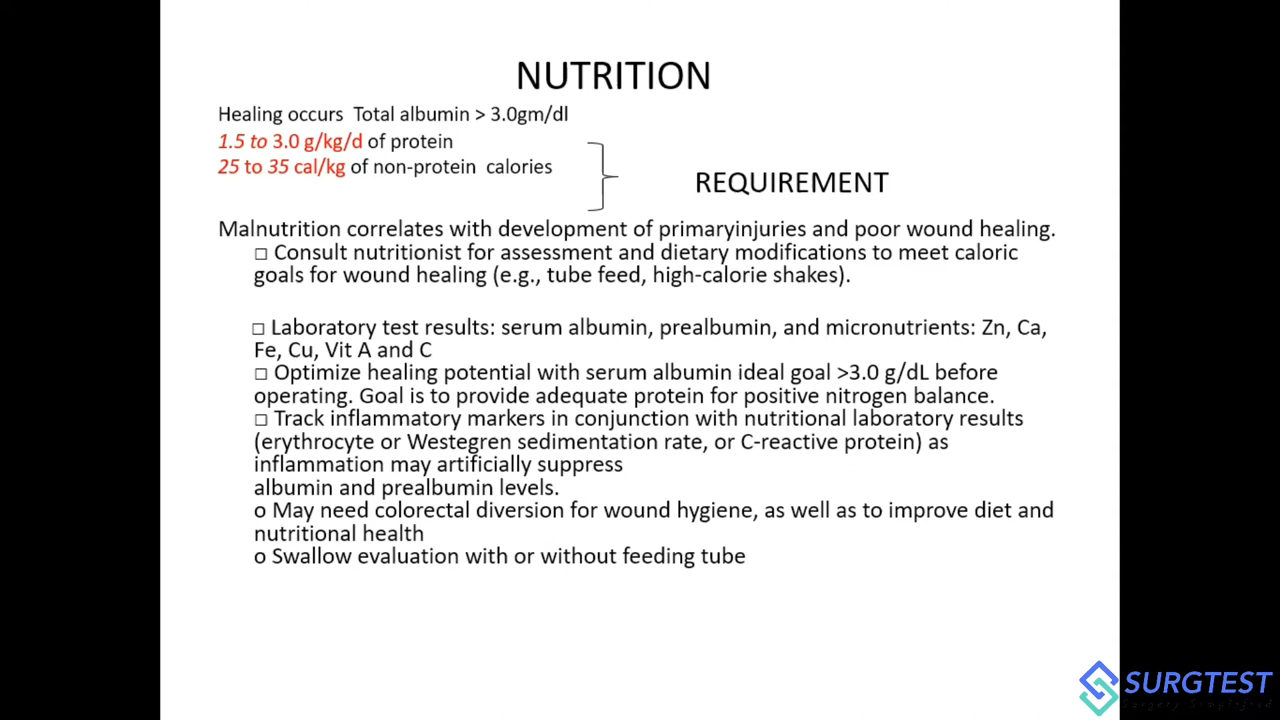 NUTRITION
Healing occurs Total albumin > 3.0gm/dl
1.5 to 3.0 g/kg/d of protein
25 to 35 cal/kg of non-protein calories
REQUIREMENT
Malnutrition correlates with development of primaryinjuries and poor wound healing.
□ Consult nutritionist for assessment and dietary modifications to meet caloric
goals for wound healing (e.g., tube feed, high-calorie shakes).
□ Laboratory test results: serum albumin, prealbumin, and micronutrients: Zn, Ca,
Fe, Cu, Vit A and C
□ Optimize healing potential with serum albumin ideal goal >3.0 g/dL before
operating. Goal is to provide adequate protein for positive nitrogen balance.
□ Track inflammatory markers in conjunction with nutritional laboratory results
(erythrocyte or Westegren sedimentation rate, or C-reactive protein) as
inflammation may artificially suppress
albumin and prealbumin levels.
o May need colorectal diversion for wound hygiene, as well as to improve diet and
nutritional health
o Swallow evaluation with or without feeding tube
SURGTEST
Surgery Simplified